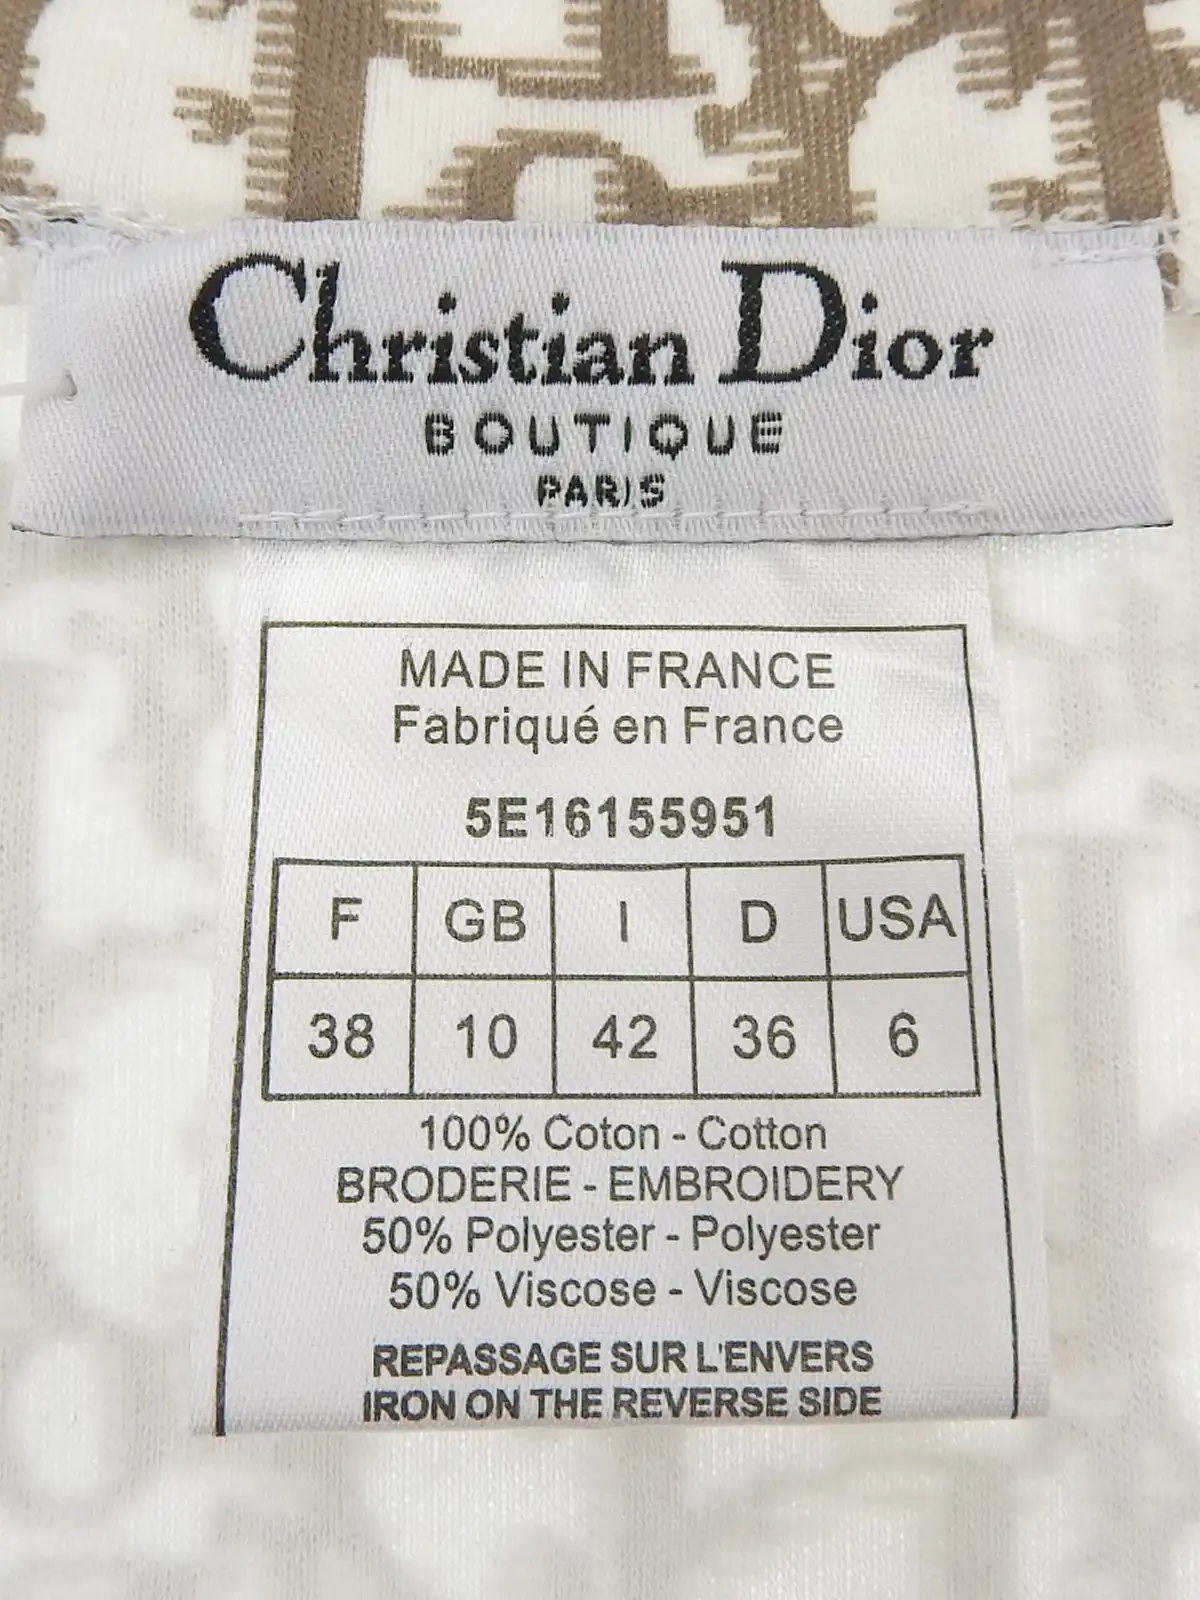 Christian Dior
BOUTIQUE
PARIS
MADE IN FRANCE
Fabriqué en France
5E16155951
F GB I D USA
38 10 42 36 6
100% Coton - Cotton
BRODERIE - EMBROIDERY
50% Polyester - Polyester
50% Viscose - Viscose
REPASSAGE SUR L'ENVERS
IRON ON THE REVERSE SIDE